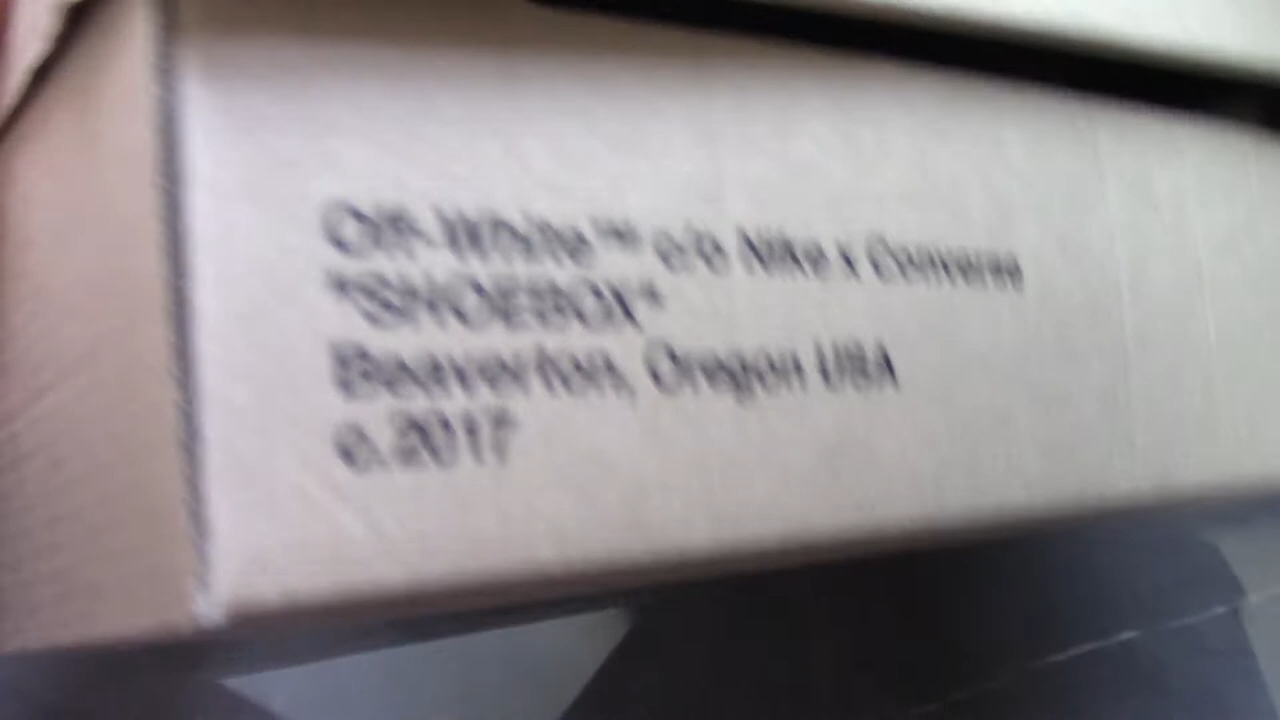 Off-White™ c/o Nike x Converse
"SHOEBOX"
Beaverton, Oregon USA
c.2017